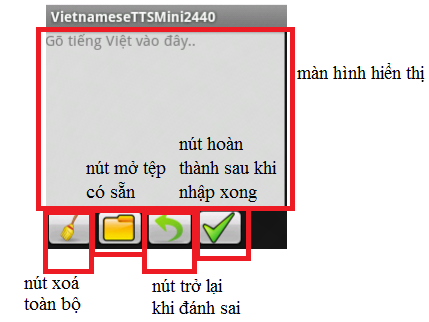 VietnameseTTSMini2440
Gõ tiếng Việt vào đây..
màn hình hiển thị
nút mở tệp
có sẵn
nút hoàn
thành sau khi
nhập xong
nút xoá
toàn bộ
nút trở lại
khi đánh sai